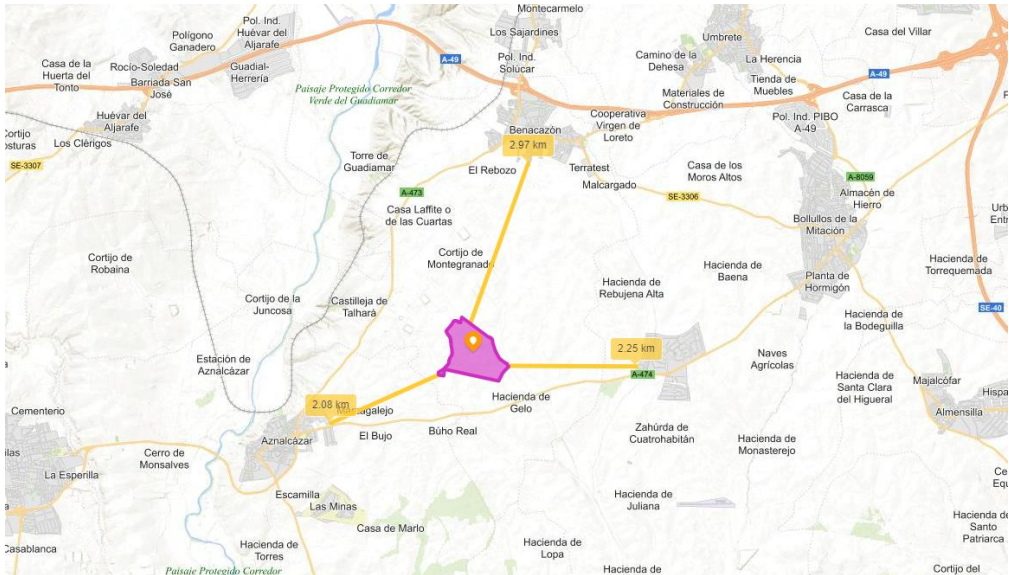 Montecarmelo
Los Sajardines
Pol. Ind.
Huévar del
Aljarafe
Polígono
Ganadero
Casa del Villar
Umbrete
Camino de la
Dehesa
La Herencia
A-49
Pol. Ind.
Solúcar
Casa de la
Huerta del
Tonto
Rocío-Soledad
Barriada San
José
Guadial-
Herrería
A-49
Tienda de
Muebles
Materiales de
Construcción
Paisaje Protegido Corredor
Verde del Guadiamar
Casa de la
Carrasca
Huévar del
Aljarafe
Los Clérigos
Cooperativa
Virgen de
Loreto
Pol. Ind. PIBO
A-49
Benacazón
2.97 km
Cortijo
SE-3307
Torre de
Guadiamar
El Rebozo
Terratest
Malcargado
Casa de los
Moros Altos
A-8059
A-473
SE-3306
Almacén de
Hierro
Casa Laffite o
de las Cuartas
Bollullos de la
Mitación
Cortijo de
Robaina
Cortijo de
Montegranado
Hacienda de
Baena
Hacienda de
Torrequemada
Hacienda de
Rebujena Alta
Planta de
Hormigón
Cortijo de la
Juncosa
Castilleja de
Talhará
SE-40
Hacienda de
la Bodeguilla
Estación de
Aznalcázar
2.25 km
A-474
Naves
Agrícolas
Hacienda de
Santa Clara
del Higueral
Majalcófar
Almensilla
2.08 km
Hacienda de
Gelo
Cementerio
Aznalcázar
El Bujo
Búho Real
Zahúrda de
Cuatrohabitán
Hacienda de
Monasterejo
Cerro de
Monsalves
La Esperilla
Escamilla
Las Minas
Hacienda de
Juliana
Casa de Marlo
Hacienda de
Santo
Patriarca
Casablanca
Hacienda de
Torres
Hacienda de
Lopa
Paisaje Protegido Corredor
Hacienda de
Cortijo del